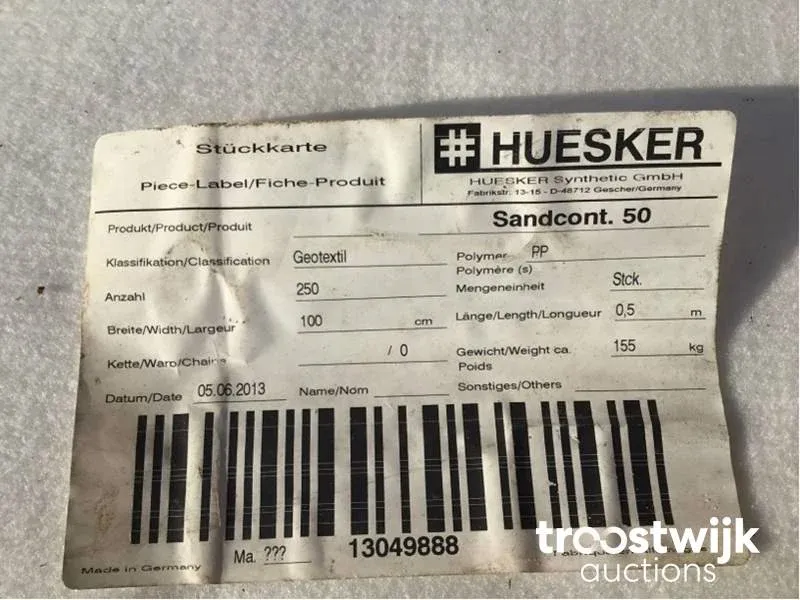 Stückkarte
Piece-Label/Fiche-Produit
HUESKER
HUESKER Synthetic GmbH
Fabrikstr. 13-15 - D-48712 Gescher/Germany
Produkt/Product/Produit Sandcont. 50
Klassifikation/Classification Geotextil
Polymer PP
Polymère (s)
Anzahl 250
Mengeneinheit Stck.
Breite/Width/Largeur 100 cm
Länge/Length/Longueur 0,5 m
Kette/Warp/Chaine / 0
Gewicht/Weight ca. 155 kg
Poids
Datum/Date 05.06.2013 Name/Nom
Sonstiges/Others
Made in Germany Ma. ??? 13049888
troostwijk
auctions